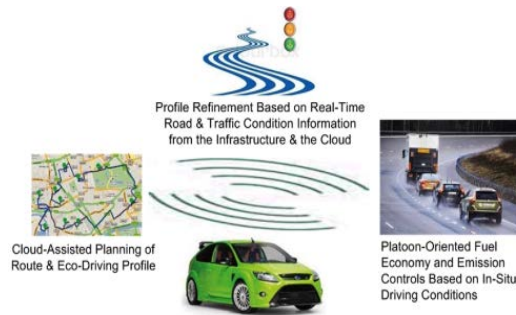 Profile Refinement Based on Real-Time
Road & Traffic Condition Information
from the Infrastructure & the Cloud
Cloud-Assisted Planning of
Route & Eco-Driving Profile
Platoon-Oriented Fuel
Economy and Emission
Controls Based on In-Situ
Driving Conditions